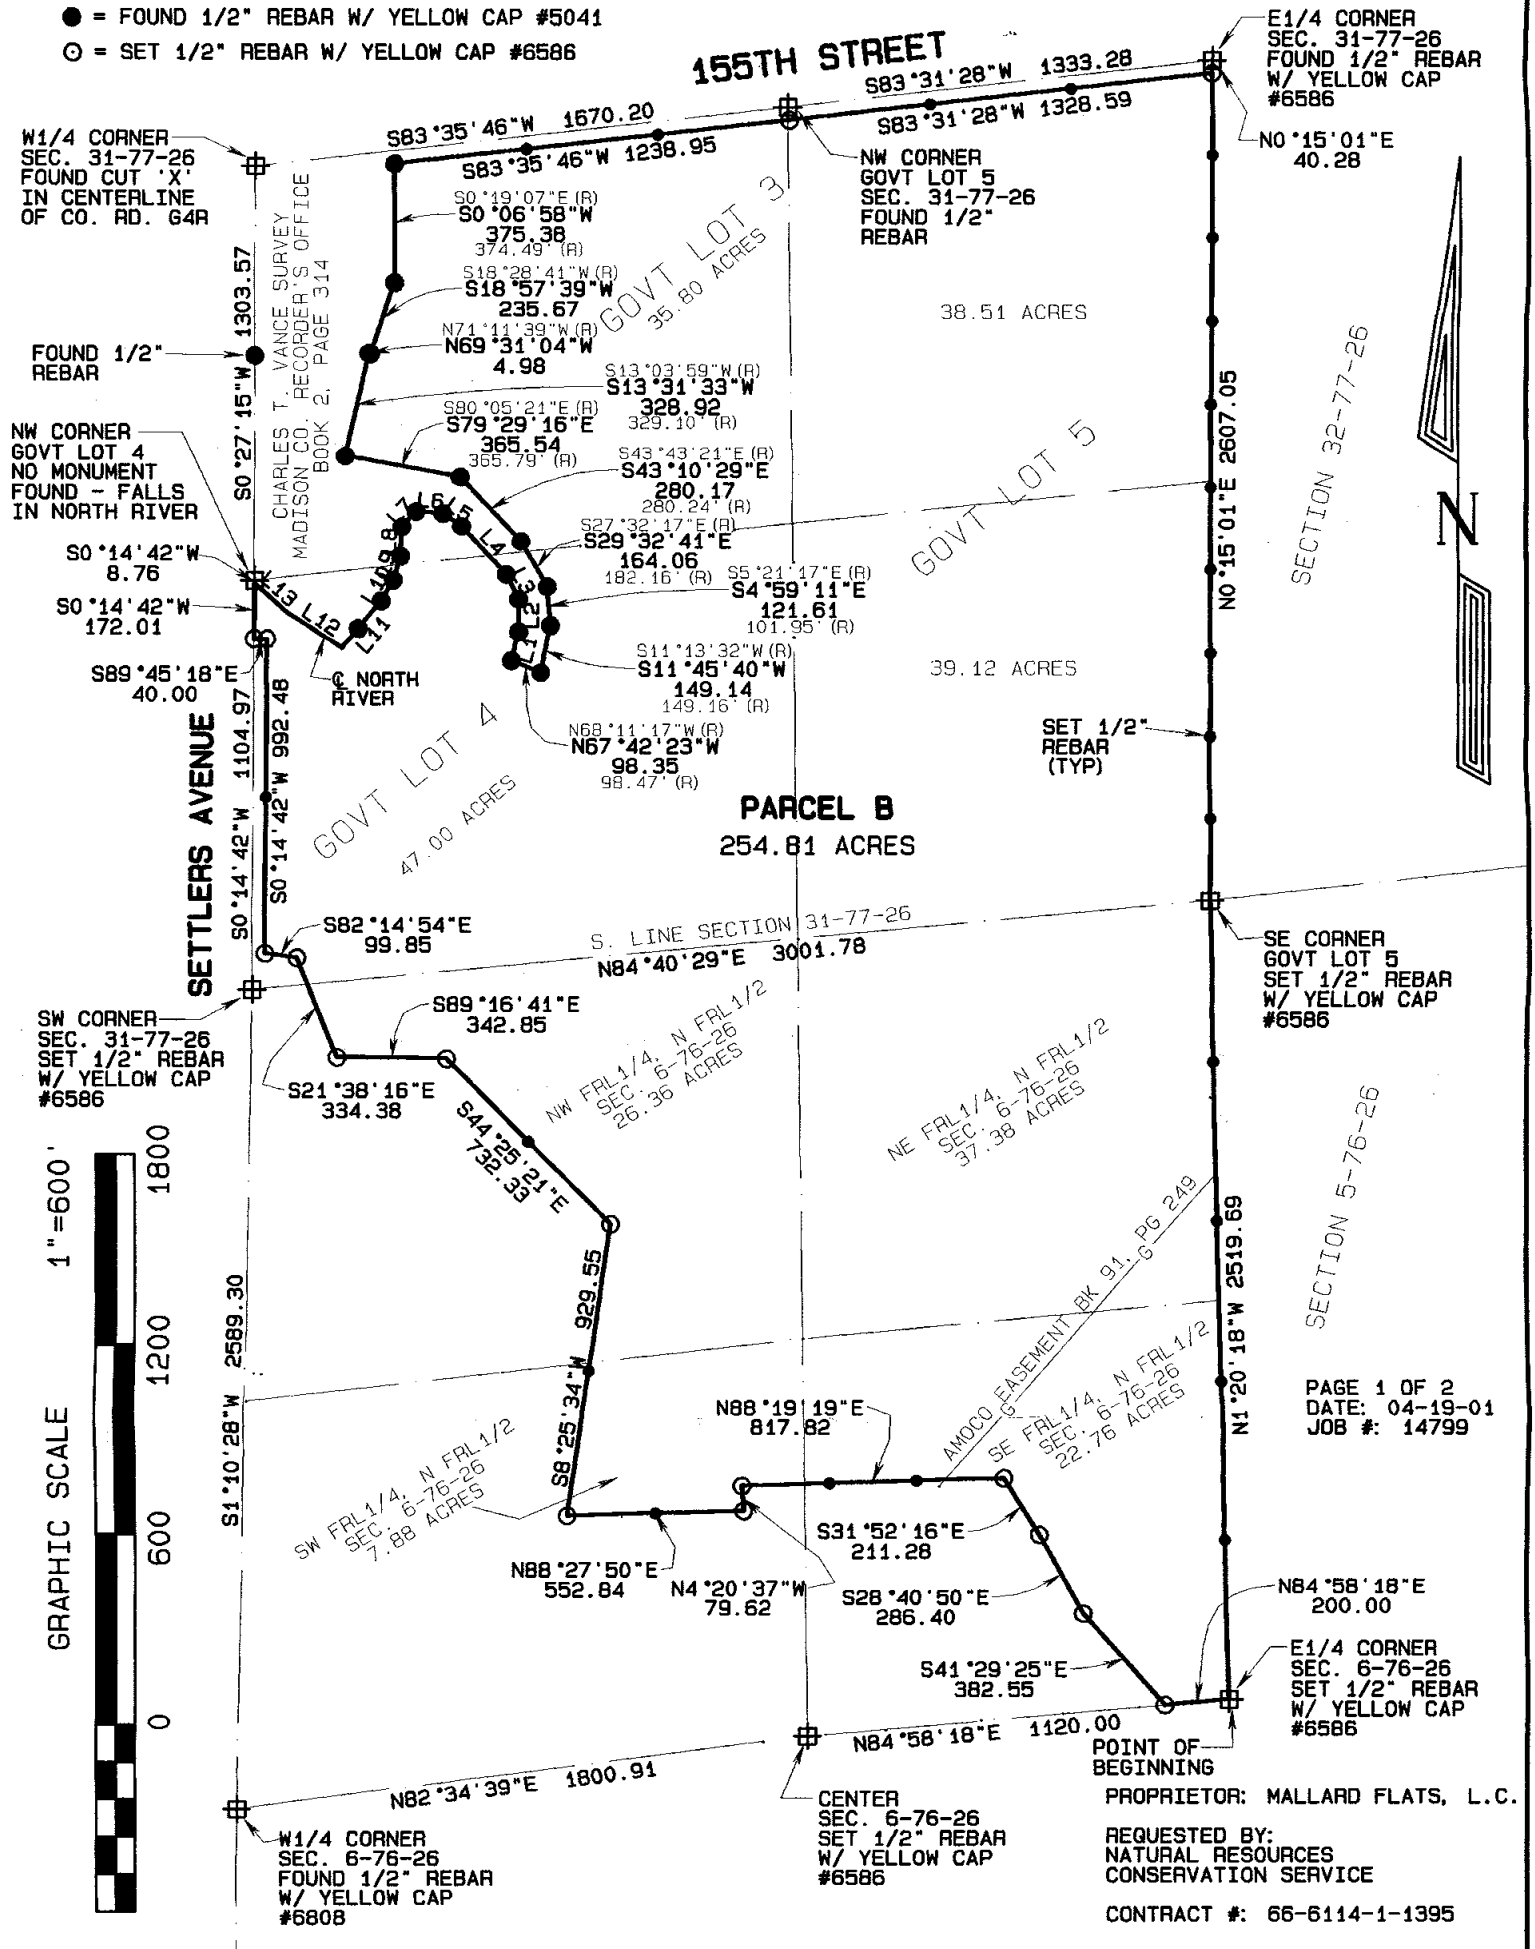 ● = FOUND 1/2" REBAR W/ YELLOW CAP #5041
⊙ = SET 1/2" REBAR W/ YELLOW CAP #6586
155TH STREET
S83°31'28"W 1333.28
S83°31'28"W 1328.59
S83°35'46"W 1670.20
S83°35'46"W 1238.95
E1/4 CORNER
SEC. 31-77-26
FOUND 1/2" REBAR
W/ YELLOW CAP
#6586
N0°15'01"E
40.28
W1/4 CORNER
SEC. 31-77-26
FOUND CUT 'X'
IN CENTERLINE
OF CO. RD. G4R
NW CORNER
GOVT LOT 5
SEC. 31-77-26
FOUND 1/2"
REBAR
CHARLES T. VANCE SURVEY
MADISON CO. RECORDER'S OFFICE
BOOK 2, PAGE 314
S0°27'15"W 1303.57
FOUND 1/2"
REBAR
S0°19'07"E (R)
S0°06'58"W
375.38
374.49' (R)
S18°28'41"W (R)
S18°57'39"W
235.67
N71°11'39"W (R)
N69°31'04"W
4.98
S13°03'59"W (R)
S13°31'33"W
328.92
329.10' (R)
S80°05'21"E (R)
S79°29'16"E
365.54
365.79' (R)
S43°43'21"E (R)
S43°10'29"E
280.17
280.24' (R)
S27°32'17"E (R)
S29°32'41"E
164.06
182.16' (R)
S5°21'17"E (R)
S4°59'11"E
121.61
101.95' (R)
S11°13'32"W (R)
S11°45'40"W
149.14
149.16' (R)
N68°11'17"W (R)
N67°42'23"W
98.35
98.47' (R)
GOVT LOT 3
35.80 ACRES
38.51 ACRES
GOVT LOT 5
39.12 ACRES
SECTION 32-77-26
N
N0°15'01"E 2607.05
NW CORNER
GOVT LOT 4
NO MONUMENT
FOUND - FALLS
IN NORTH RIVER
S0°14'42"W
8.76
S0°14'42"W
172.01
S89°45'18"E
40.00
L13
L12
L11
L10
L9
L8
L7
L6
L5
L4
L3
L2
L1
℄ NORTH
RIVER
SETTLERS AVENUE
S0°14'42"W 1104.97
S0°14'42"W 992.48
GOVT LOT 4
47.00 ACRES
SET 1/2"
REBAR
(TYP)
PARCEL B
254.81 ACRES
S82°14'54"E
99.85
S. LINE SECTION 31-77-26
N84°40'29"E 3001.78
SE CORNER
GOVT LOT 5
SET 1/2" REBAR
W/ YELLOW CAP
#6586
SW CORNER
SEC. 31-77-26
SET 1/2" REBAR
W/ YELLOW CAP
#6586
S89°16'41"E
342.85
S21°38'16"E
334.38
S44°25'21"E
732.33
NW FRL1/4, N FRL1/2
SEC. 6-76-26
26.36 ACRES
NE FRL1/4, N FRL1/2
SEC. 6-76-26
37.38 ACRES
SECTION 5-76-26
GRAPHIC SCALE 1"=600'
1800
1200
600
0
S1°10'28"W 2589.30
S8°25'34"W 929.55
AMOCO EASEMENT BK 91, PG 249
G
G
N1°20'18"W 2519.69
SW FRL1/4, N FRL1/2
SEC. 6-76-26
7.88 ACRES
N88°19'19"E
817.82
SE FRL1/4, N FRL1/2
SEC. 6-76-26
22.76 ACRES
PAGE 1 OF 2
DATE: 04-19-01
JOB #: 14799
N88°27'50"E
552.84
N4°20'37"W
79.62
S31°52'16"E
211.28
S28°40'50"E
286.40
S41°29'25"E
382.55
N84°58'18"E
200.00
E1/4 CORNER
SEC. 6-76-26
SET 1/2" REBAR
W/ YELLOW CAP
#6586
N84°58'18"E 1120.00
POINT OF
BEGINNING
N82°34'39"E 1800.91
W1/4 CORNER
SEC. 6-76-26
FOUND 1/2" REBAR
W/ YELLOW CAP
#6808
CENTER
SEC. 6-76-26
SET 1/2" REBAR
W/ YELLOW CAP
#6586
PROPRIETOR: MALLARD FLATS, L.C.
REQUESTED BY:
NATURAL RESOURCES
CONSERVATION SERVICE
CONTRACT #: 66-6114-1-1395